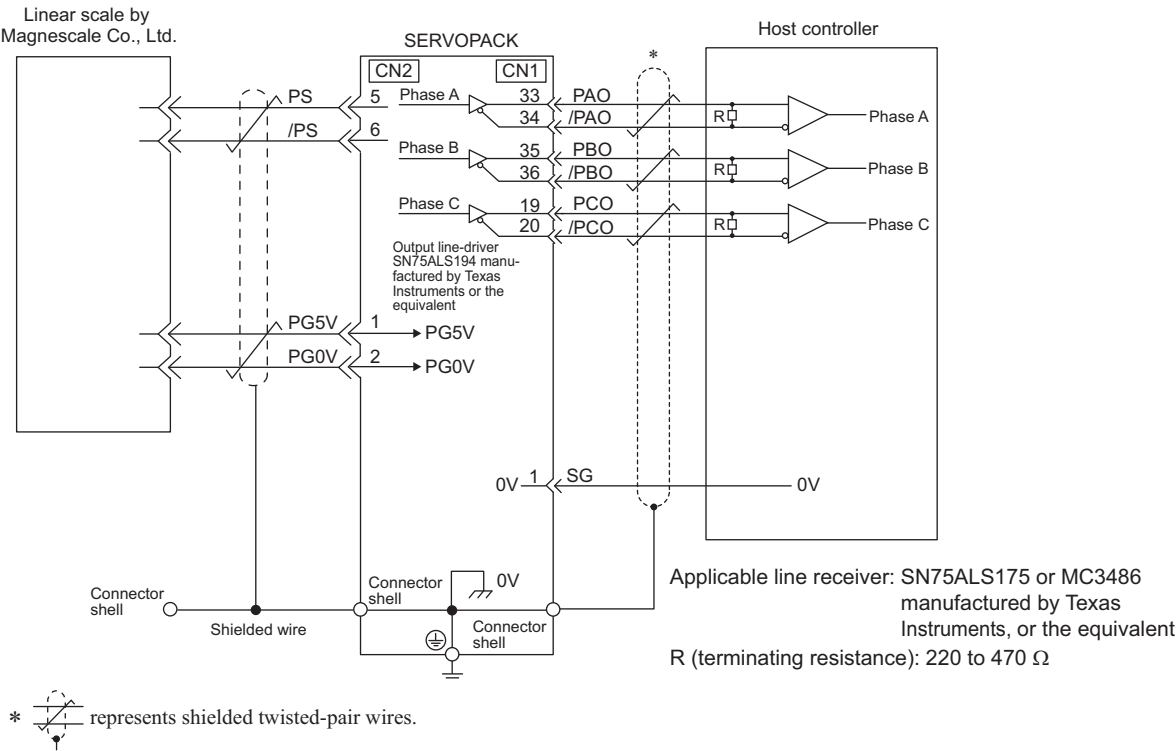 Linear scale by
Magnescale Co., Ltd.
SERVOPACK
Host controller
*
CN2
CN1
PS
5
Phase A
33
PAO
34
/PAO
R
Phase A
/PS
6
Phase B
35
PBO
36
/PBO
R
Phase B
Phase C
19
PCO
20
/PCO
R
Phase C
Output line-driver
SN75ALS194 manu-
factured by Texas
Instruments or the
equivalent
PG5V
1
PG5V
PG0V
2
PG0V
0V
1
SG
0V
Connector
shell
Shielded wire
Connector
shell
0V
Connector
shell
Applicable line receiver: SN75ALS175 or MC3486
manufactured by Texas
Instruments, or the equivalent
R (terminating resistance): 220 to 470 Ω
* represents shielded twisted-pair wires.